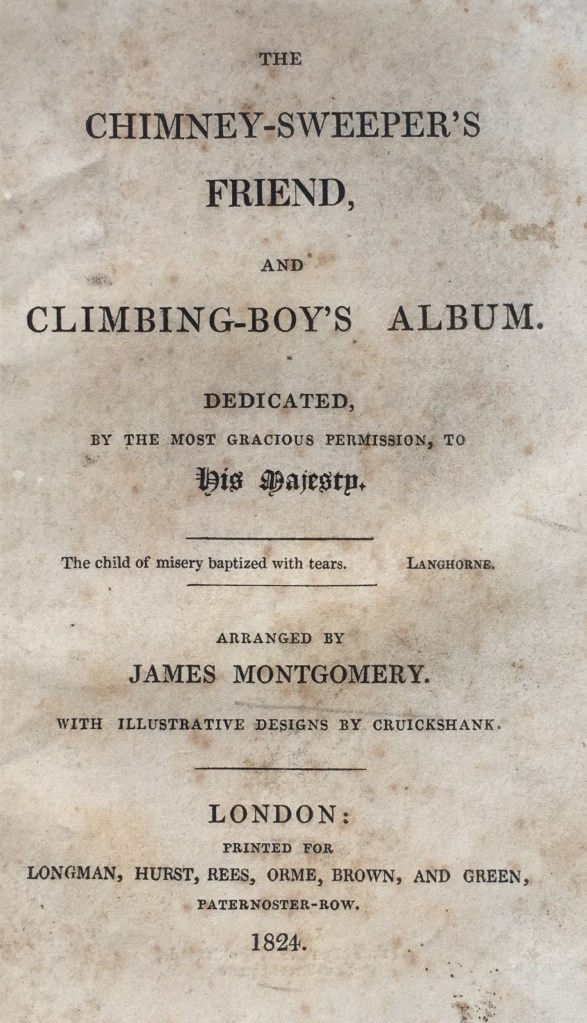 THE
CHIMNEY-SWEEPER'S
FRIEND,
AND
CLIMBING-BOY'S ALBUM.
DEDICATED,
BY THE MOST GRACIOUS PERMISSION, TO
His Majesty.
The child of misery baptized with tears. LANGHORNE.
ARRANGED BY
JAMES MONTGOMERY.
WITH ILLUSTRATIVE DESIGNS BY CRUICKSHANK.
LONDON:
PRINTED FOR
LONGMAN, HURST, REES, ORME, BROWN, AND GREEN,
PATERNOSTER-ROW.
1824.